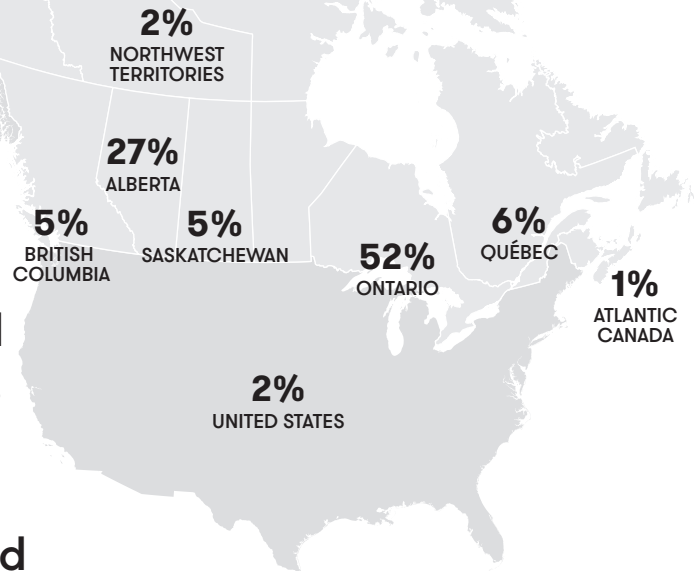 2%
NORTHWEST
TERRITORIES
27%
ALBERTA
5%
BRITISH
COLUMBIA
5%
SASKATCHEWAN
52%
ONTARIO
6%
QUÉBEC
1%
ATLANTIC
CANADA
2%
UNITED STATES
d